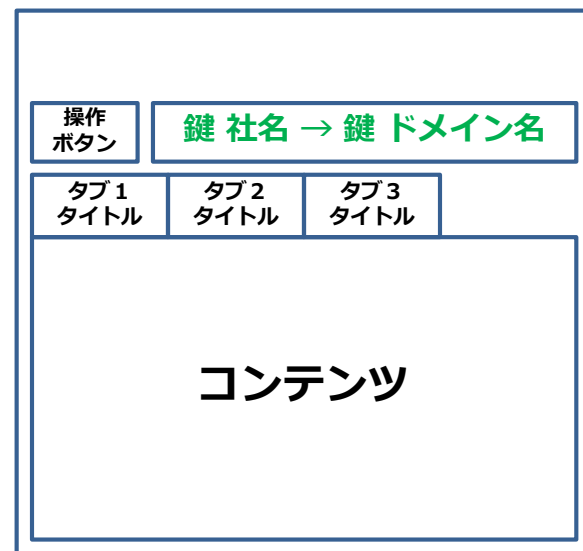 操作
ボタン
鍵 社名 → 鍵 ドメイン名
タブ1
タイトル
タブ2
タイトル
タブ3
タイトル
コンテンツ